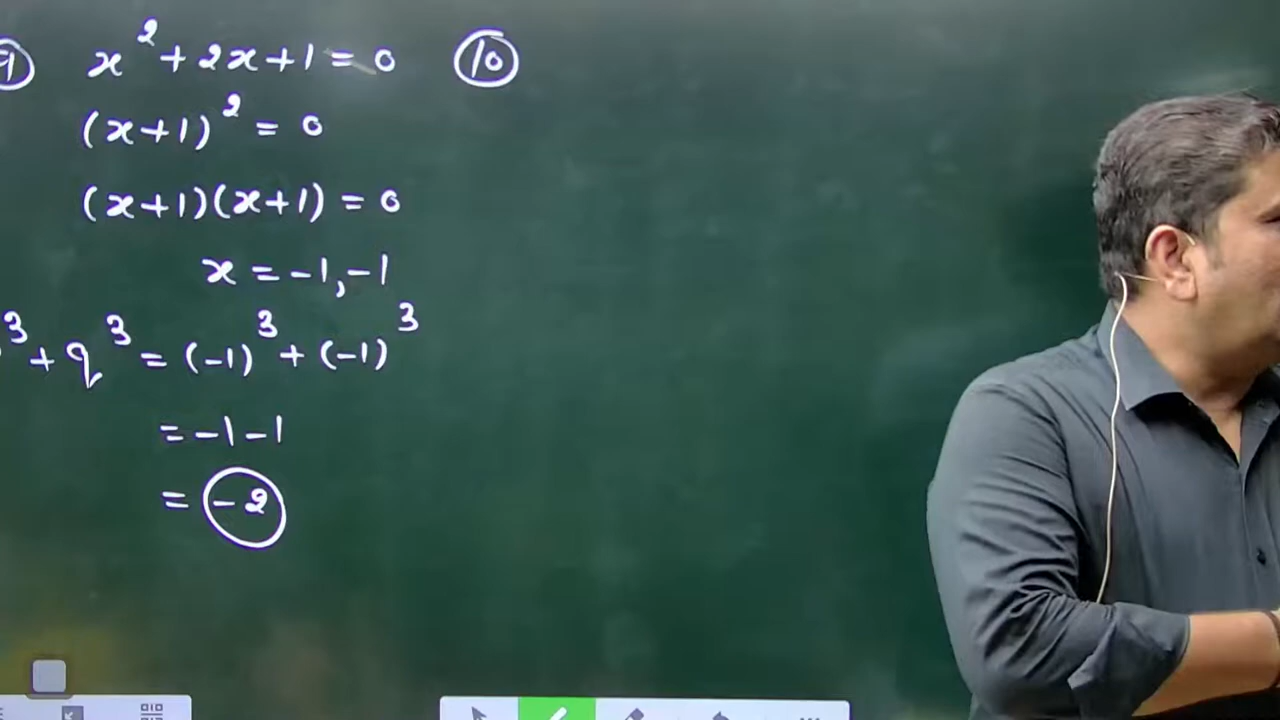 9 x² + 2x + 1 = 0
(x+1)² = 0
(x+1)(x+1) = 0
x = -1, -1
³ + q³ = (-1)³ + (-1)³
= -1 -1
= -2
10